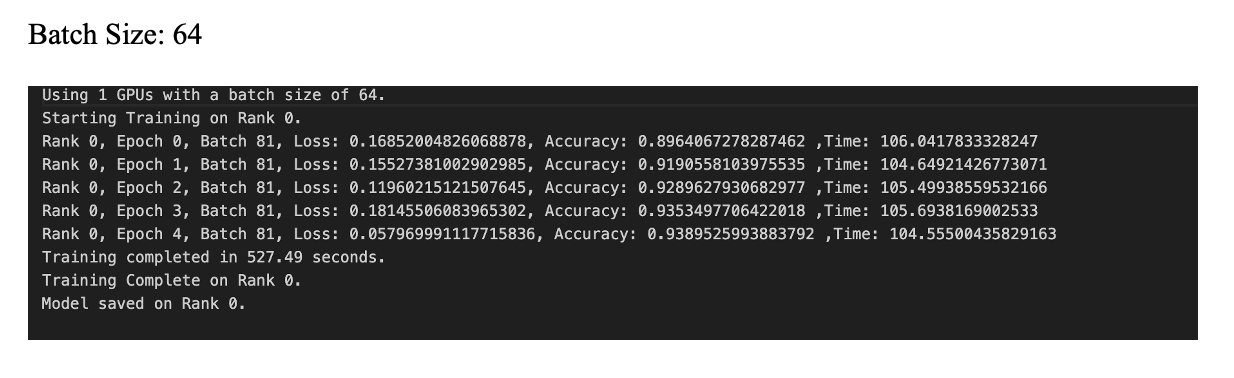 Batch Size: 64
Using 1 GPUs with a batch size of 64.
Starting Training on Rank 0.
Rank 0, Epoch 0, Batch 81, Loss: 0.16852004826068878, Accuracy: 0.8964067278287462 ,Time: 106.0417833328247
Rank 0, Epoch 1, Batch 81, Loss: 0.15527381002902985, Accuracy: 0.9190558103975535 ,Time: 104.64921426773071
Rank 0, Epoch 2, Batch 81, Loss: 0.11960215121507645, Accuracy: 0.9289627930682977 ,Time: 105.49938559532166
Rank 0, Epoch 3, Batch 81, Loss: 0.18145506083965302, Accuracy: 0.9353497706422018 ,Time: 105.6938169002533
Rank 0, Epoch 4, Batch 81, Loss: 0.057969991117715836, Accuracy: 0.9389525993883792 ,Time: 104.55500435829163
Training completed in 527.49 seconds.
Training Complete on Rank 0.
Model saved on Rank 0.